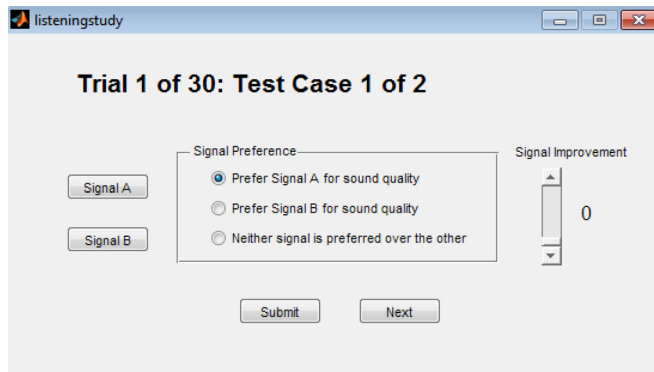 listeningstudy
Trial 1 of 30: Test Case 1 of 2
Signal Preference
Signal Improvement
Signal A
Prefer Signal A for sound quality
Prefer Signal B for sound quality
0
Signal B
Neither signal is preferred over the other
Submit
Next